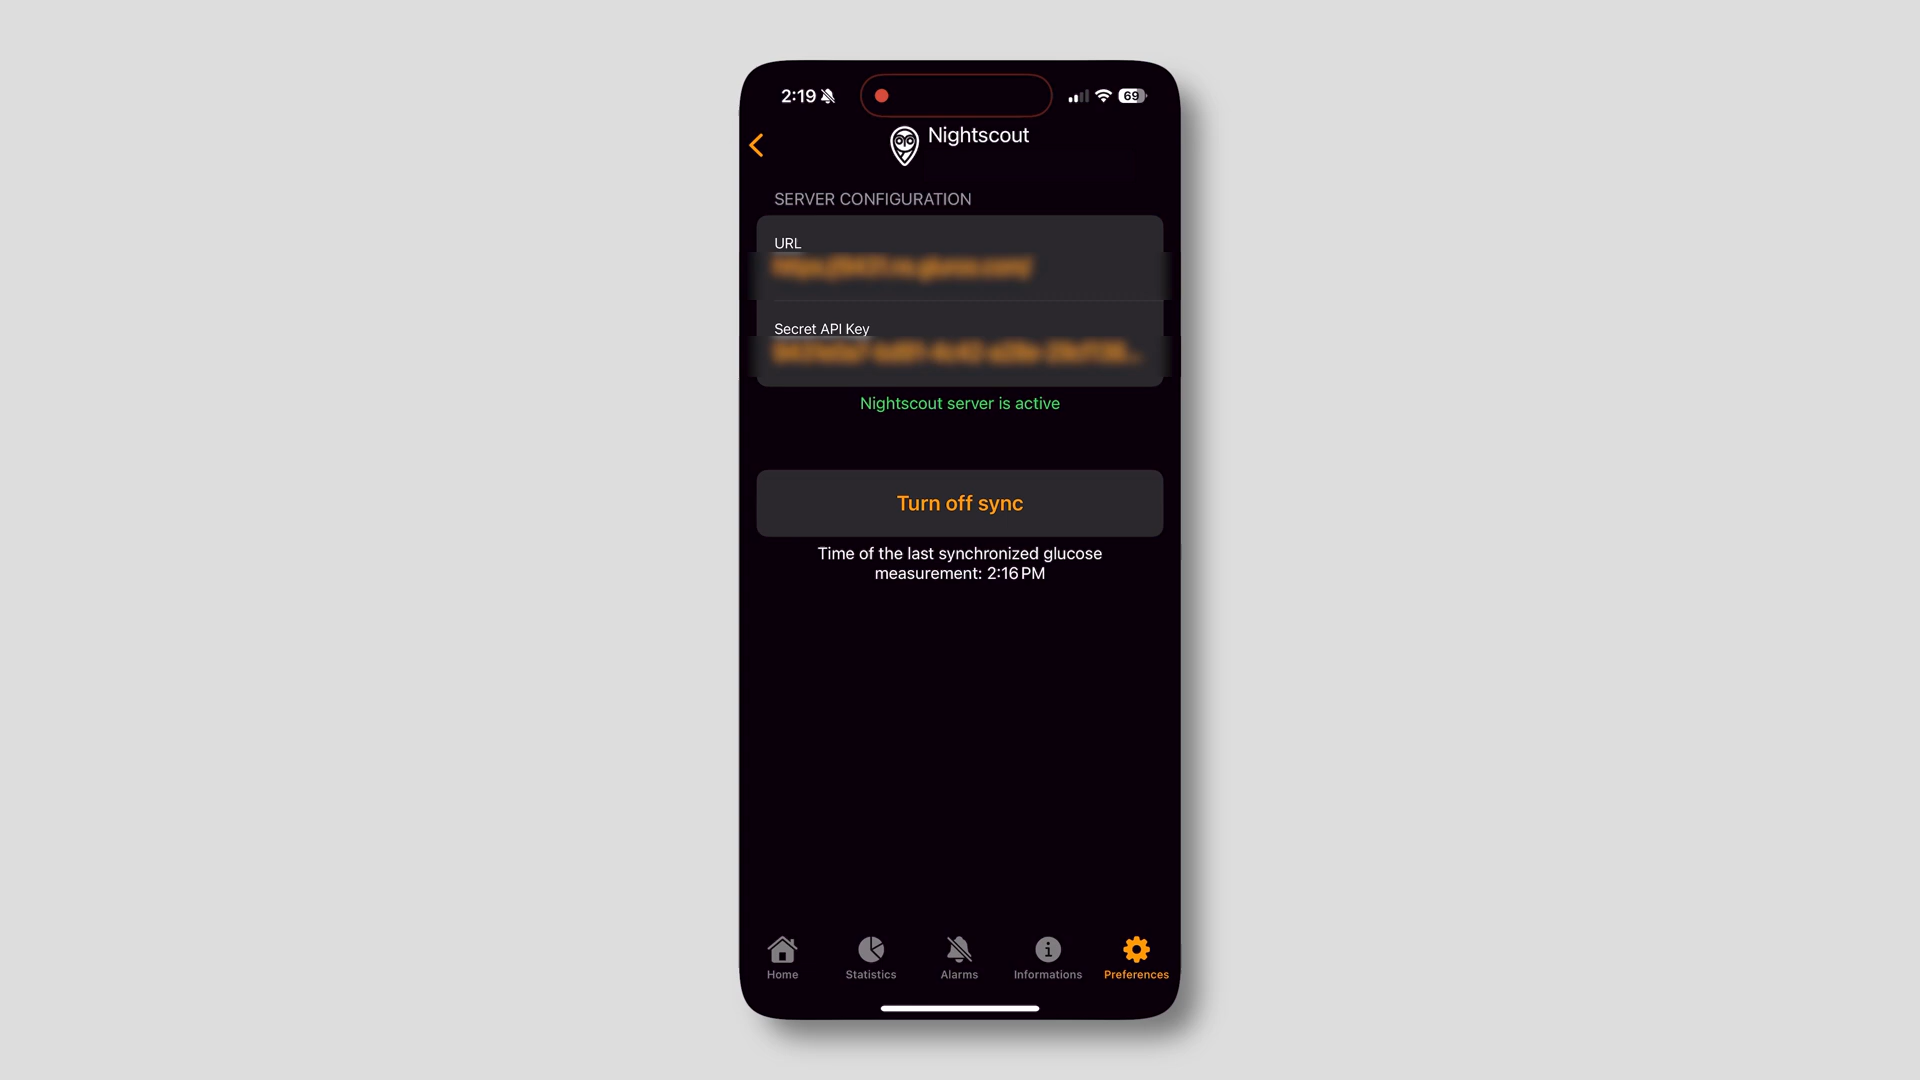 2:19
69
Nightscout
SERVER CONFIGURATION
URL
Secret API Key
Nightscout server is active
Turn off sync
Time of the last synchronized glucose
measurement: 2:16 PM
Home
Statistics
Alarms
Informations
Preferences